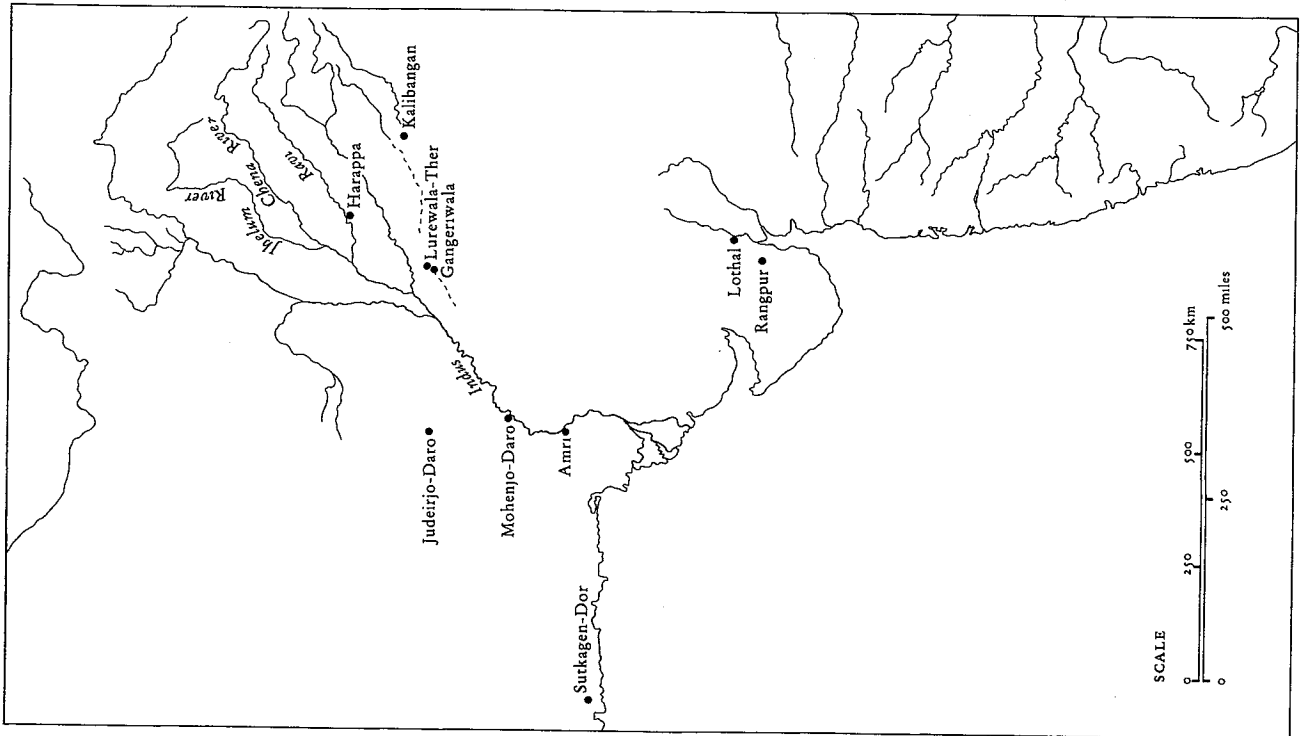 Jhelum
River
Chena River
Ravi
Harappa
Kalibangan
Lurewala-Ther
Gangeriwala
Indus
Judeirjo-Daro
Mohenjo-Daro
Amri
Sutkagen-Dor
Lothal
Rangpur
SCALE
0 250 500 750 km
0 250 500 miles